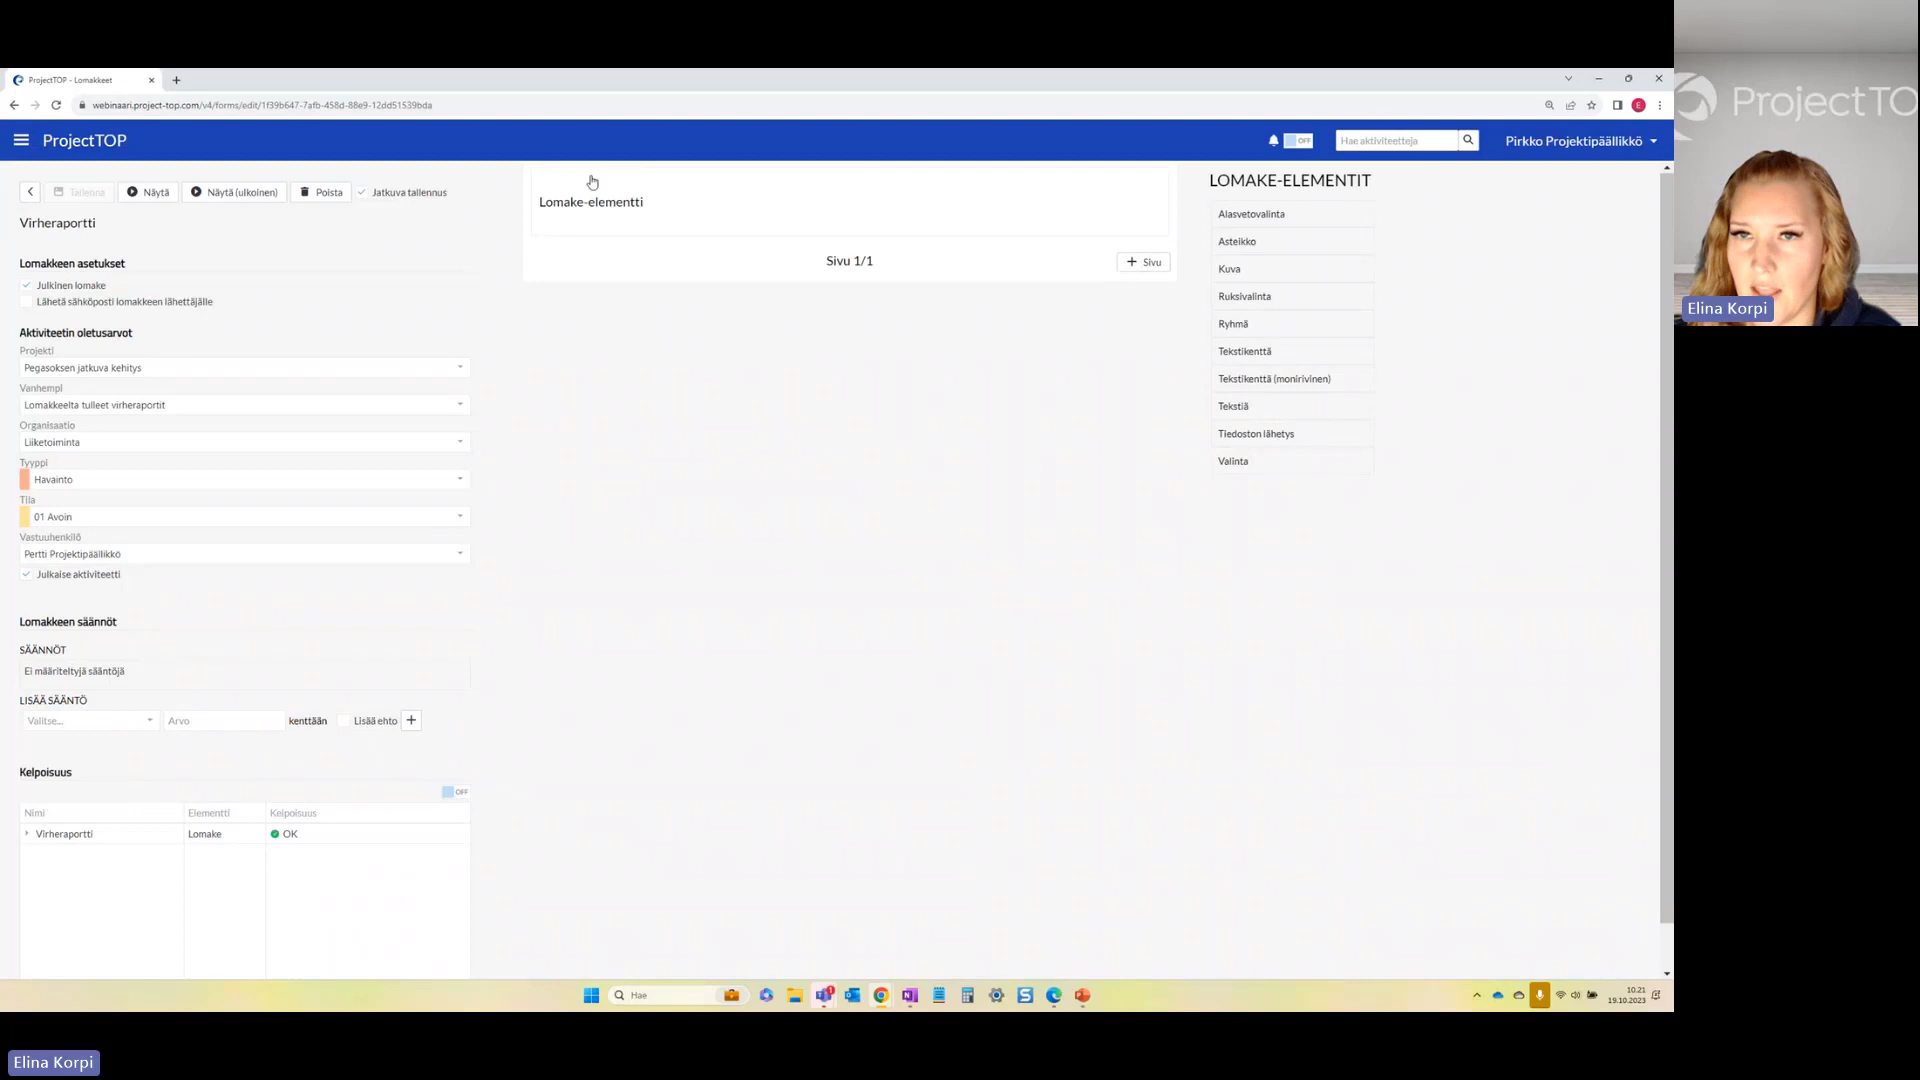 ProjectTOP - Lomakkeet
webinaari.project-top.com/v4/forms/edit/1f39b647-7afb-458d-88e9-12dd51539bda
E
ProjectTOP
OFF
Hae aktiviteetteja
Pirkko Projektipäällikkö
Tallenna
Näytä
Näytä (ulkoinen)
Poista
Jatkuva tallennus
Virheraportti
Lomakkeen asetukset
Julkinen lomake
Lähetä sähköposti lomakkeen lähettäjälle
Aktiviteetin oletusarvot
Projekti
Pegasoksen jatkuva kehitys
Vanhempi
Lomakkeelta tulleet virheraportit
Organisaatio
Liiketoiminta
Tyyppi
Havainto
Tila
01 Avoin
Vastuuhenkilö
Pertti Projektipäällikkö
Julkaise aktiviteetti
Lomakkeen säännöt
SÄÄNNÖT
Ei määriteltyjä sääntöjä
LISÄÄ SÄÄNTÖ
Valitse...
Arvo
kenttään
Lisää ehto
Kelpoisuus
OFF
Nimi Elementti Kelpoisuus
Virheraportti Lomake OK
Lomake-elementti
Sivu 1/1
Sivu
LOMAKE-ELEMENTIT
Alasvetovalinta
Asteikko
Kuva
Ruksivalinta
Ryhmä
Tekstikenttä
Tekstikenttä (monirivinen)
Tekstiä
Tiedoston lähetys
Valinta
ProjectTO
Elina Korpi
Hae
1
10.21
19.10.2023
Elina Korpi